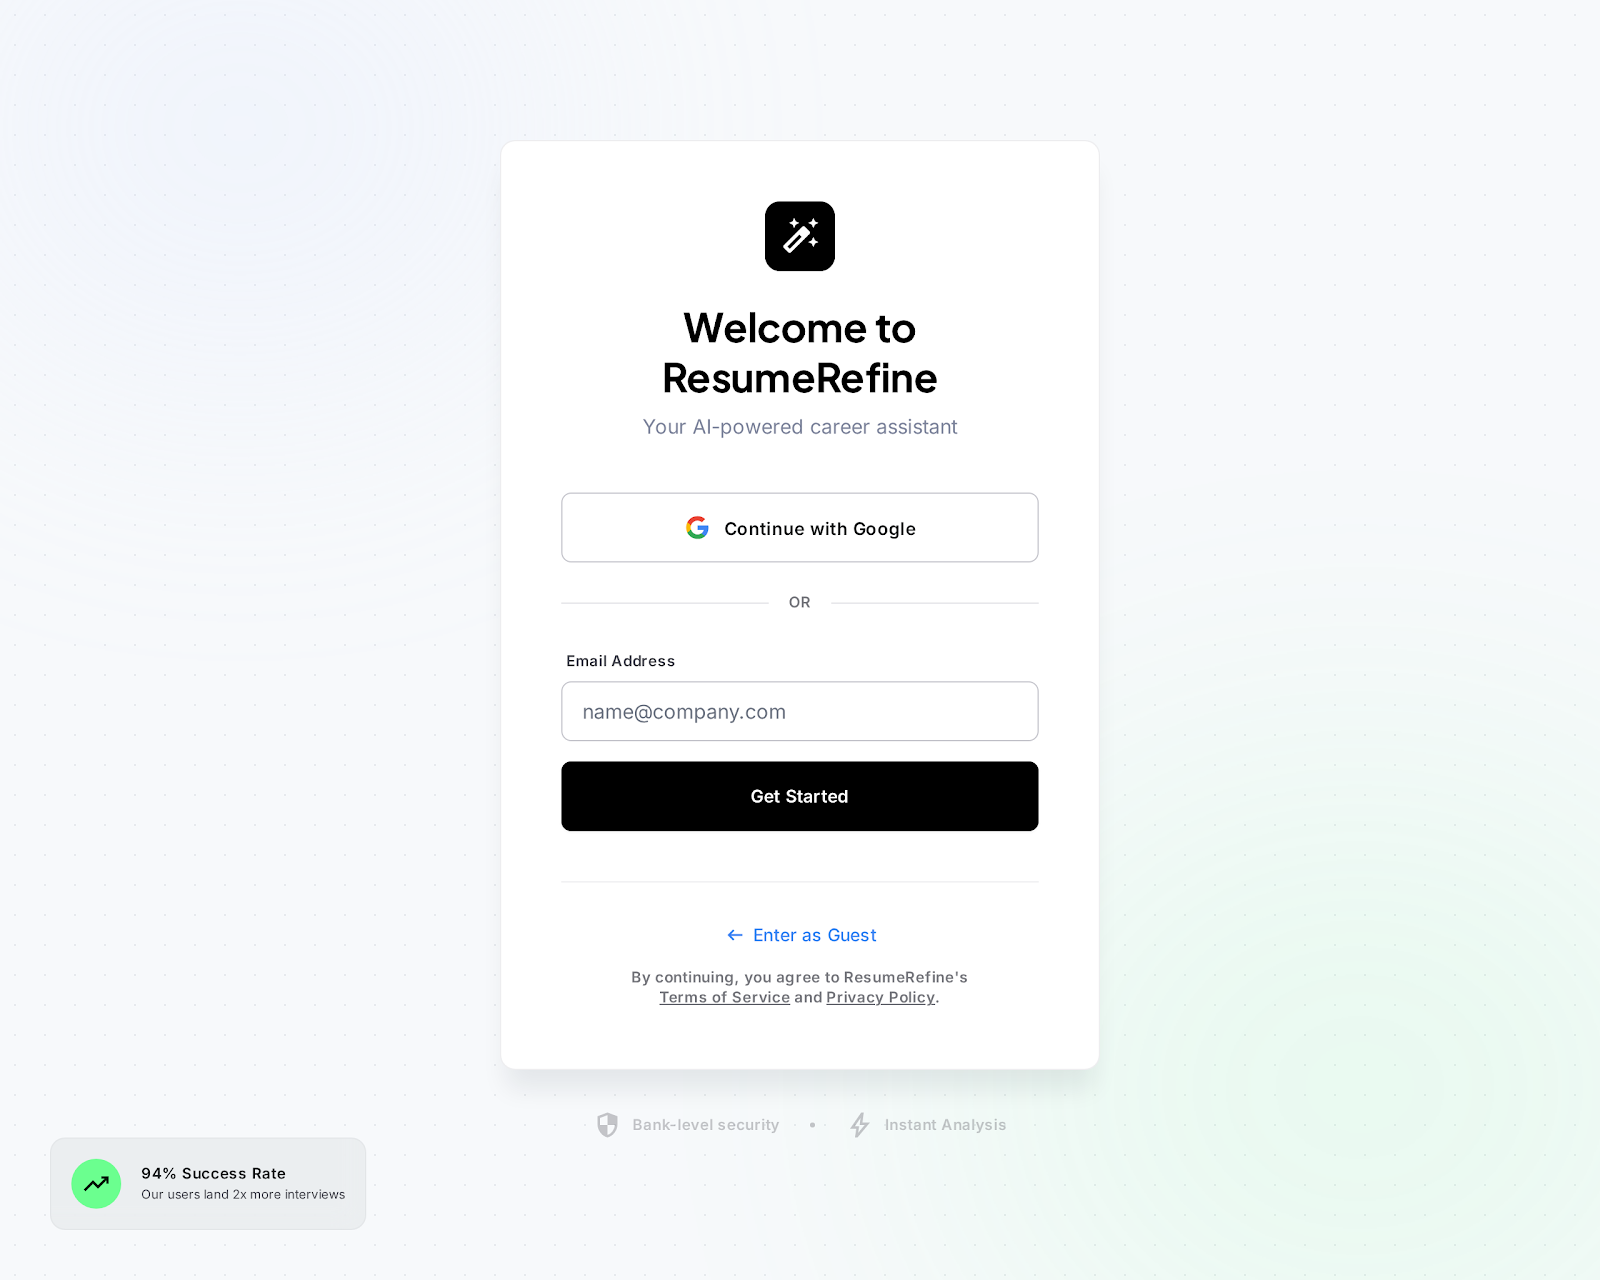 Welcome to
ResumeRefine
Your AI-powered career assistant
Continue with Google
OR
Email Address
name@company.com
Get Started
← Enter as Guest
By continuing, you agree to ResumeRefine's
Terms of Service and Privacy Policy.
Bank-level security • Instant Analysis
94% Success Rate
Our users land 2x more interviews